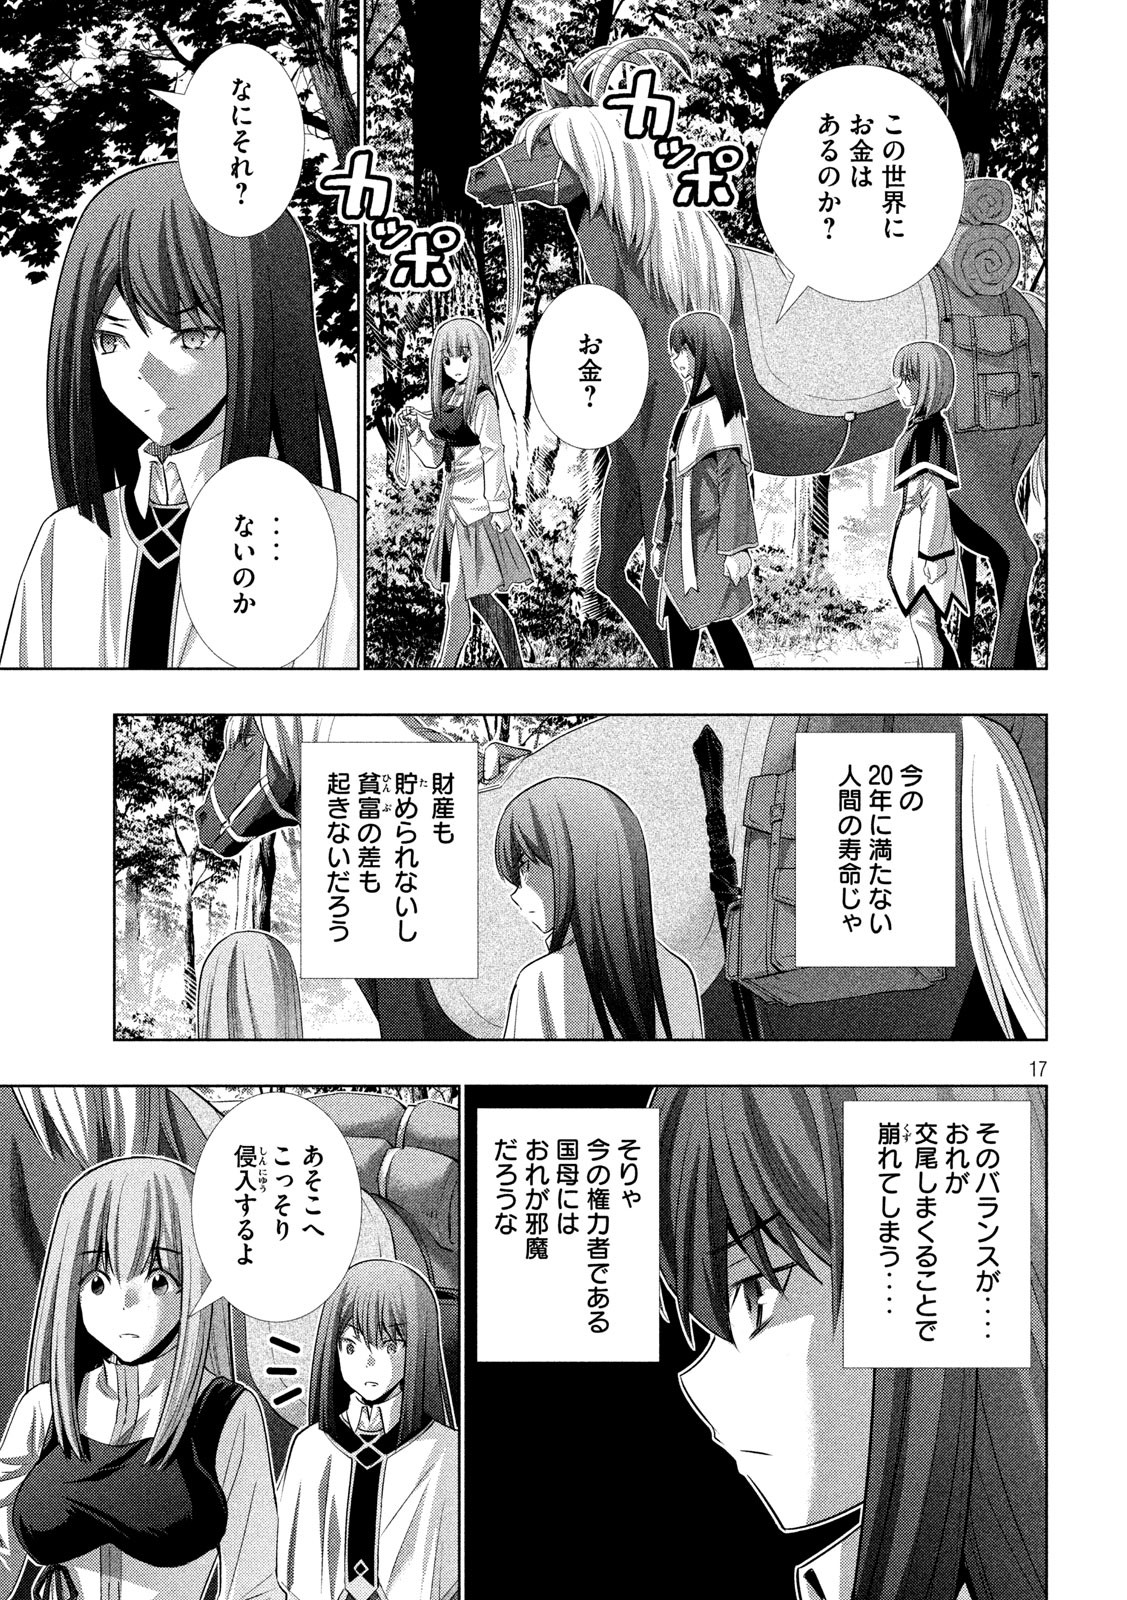 この世界に
お金は
あるのか？
カッポ
お金？
カッポ
なにそれ？
‥‥
ないのか
今の
20年に満たない
人間の寿命じゃ
財産も
貯められないし
貧富の差も
起きないだろう
17
そのバランスが‥‥
おれが
交尾しまくることで
崩れてしまう‥‥
そりゃ
今の権力者である
国母には
おれが邪魔
だろうな
あそこへ
こっそり
侵入するよ